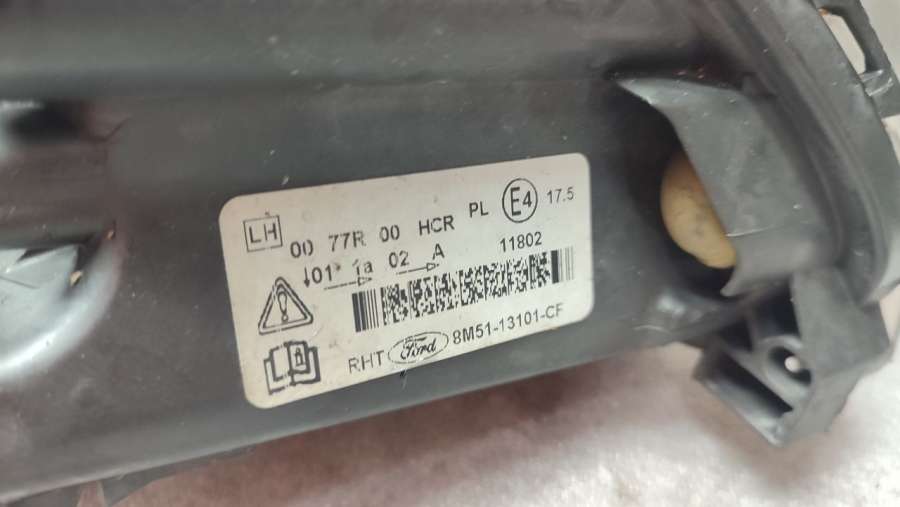 LH 00 77R 00 HCR PL E4 17.5
↓01 1a 02 A 11802
RHT Ford 8M51-13101-CF